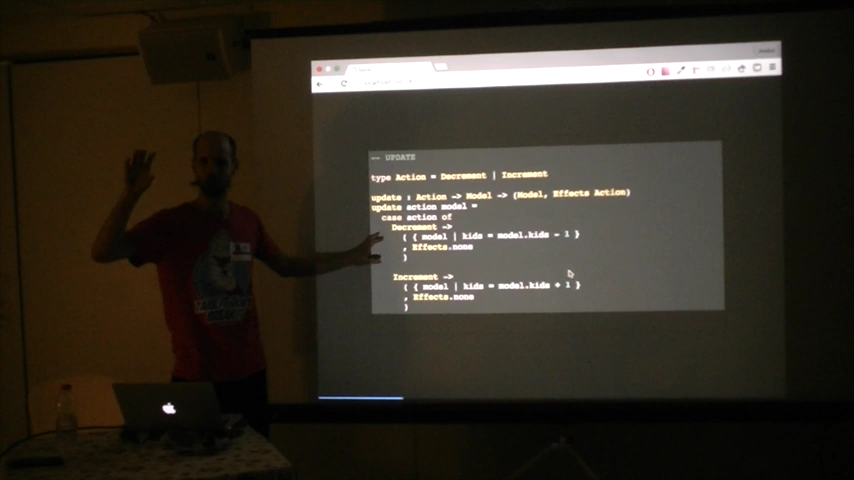 -- UPDATE
type Action = Decrement | Increment
update : Action -> Model -> (Model, Effects Action)
update action model =
case action of
Decrement ->
( { model | kids = model.kids - 1 }
, Effects.none
)
Increment ->
( { model | kids = model.kids + 1 }
, Effects.none
)